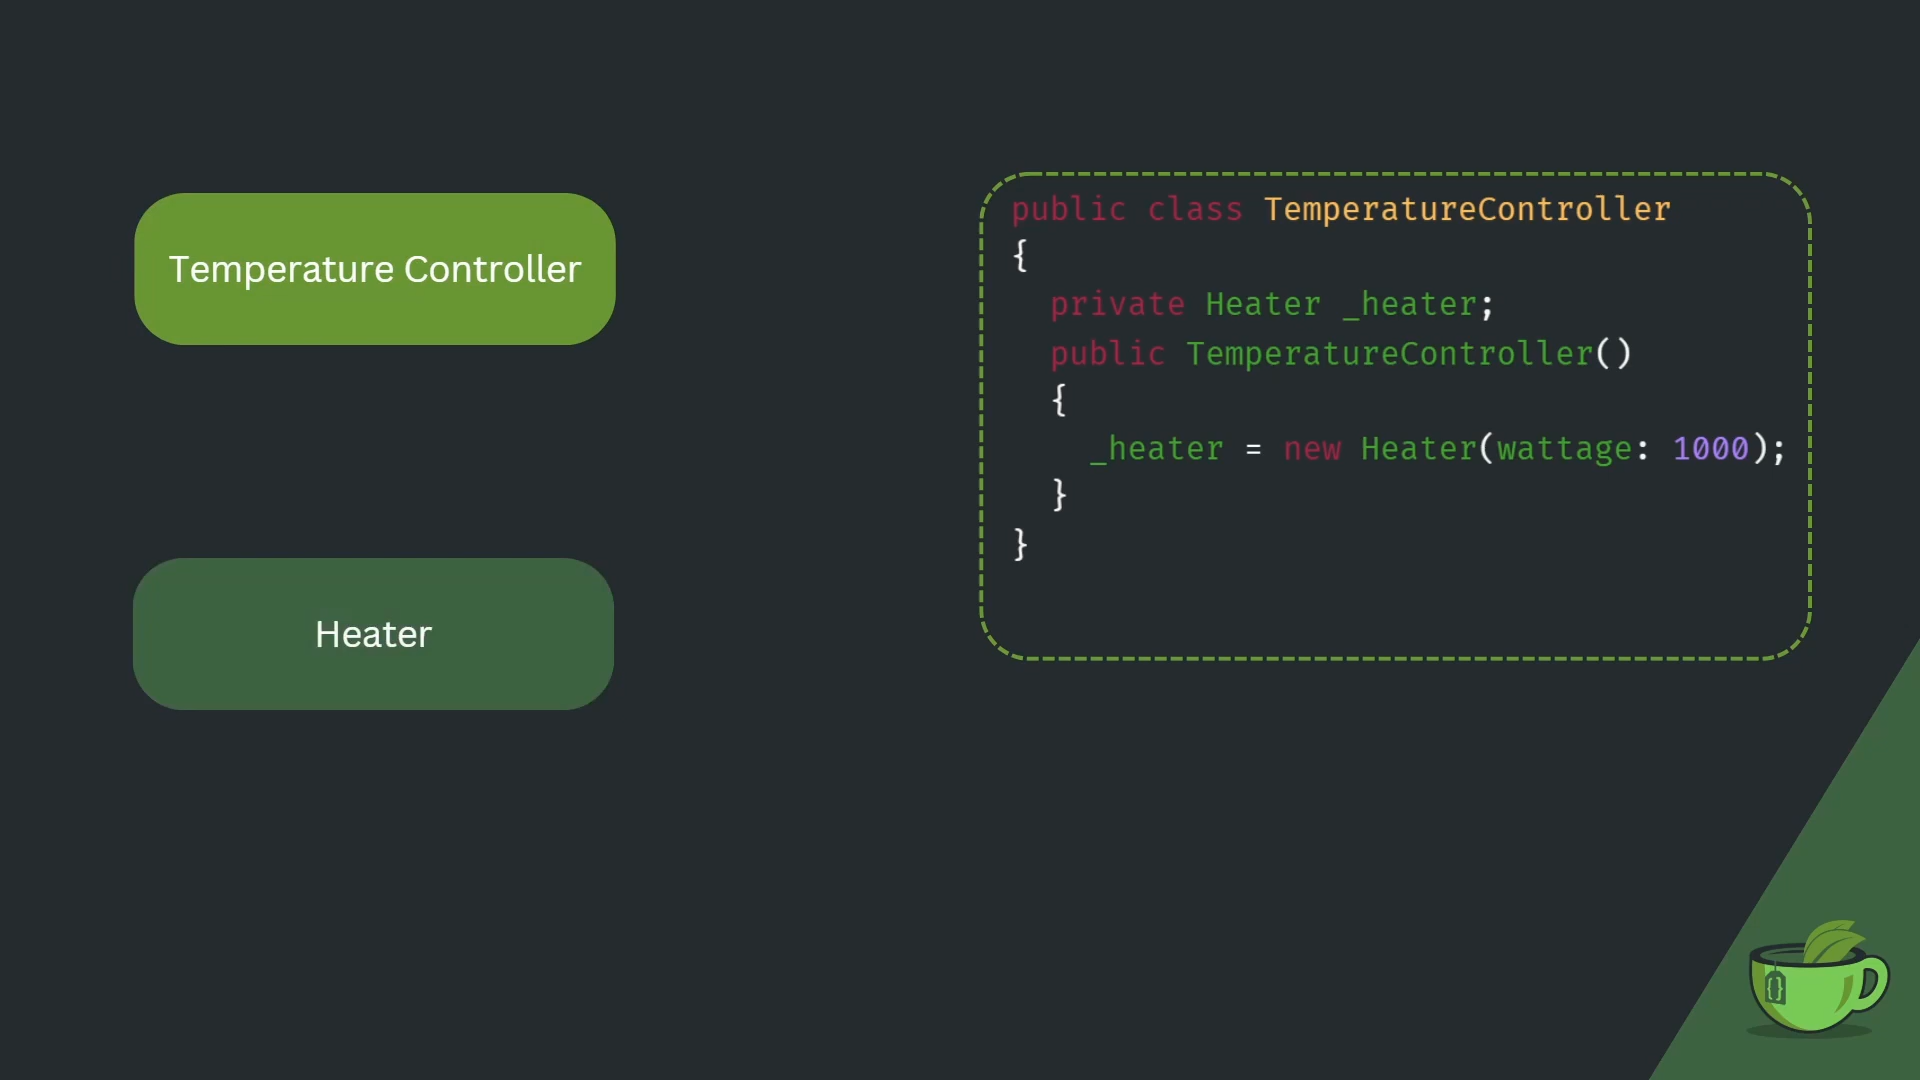 Temperature Controller
Heater
public class TemperatureController
{
  private Heater _heater;
  public TemperatureController()
  {
    _heater = new Heater(wattage: 1000);
  }
}
{}